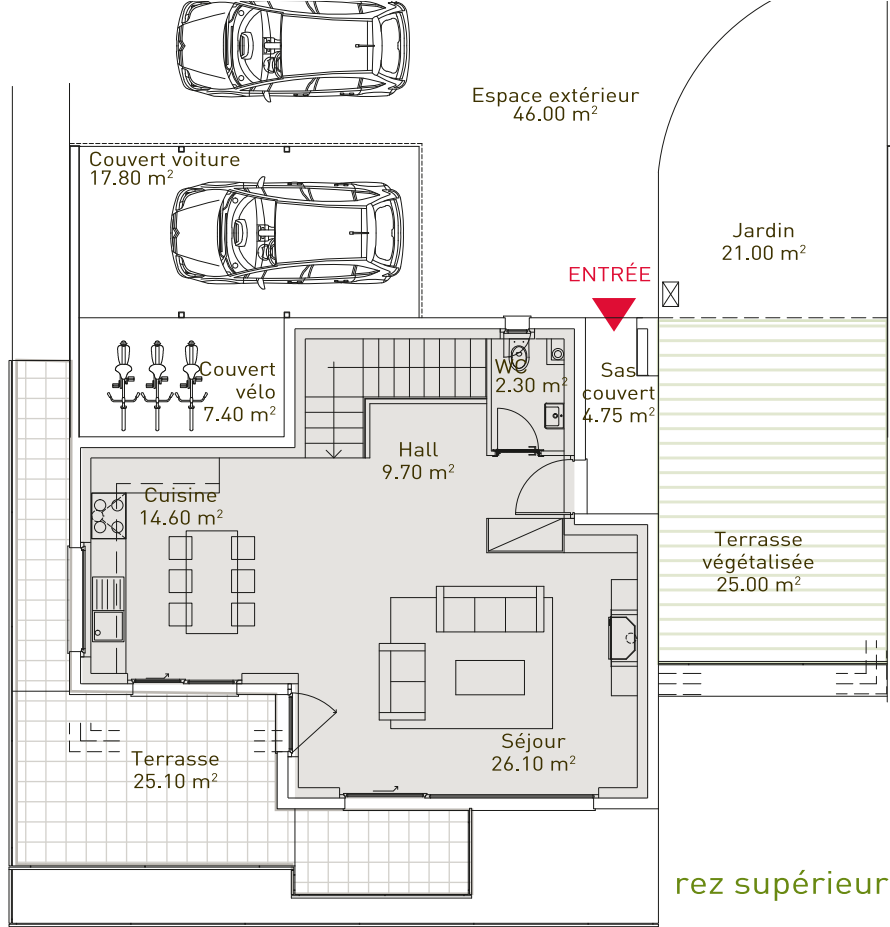 Espace extérieur
46.00 m²
Couvert voiture
17.80 m²
Jardin
21.00 m²
ENTRÉE
Couvert
vélo
7.40 m²
WC
2.30 m²
Sas
couvert
4.75 m²
Hall
9.70 m²
Cuisine
14.60 m²
Terrasse
végétalisée
25.00 m²
Séjour
26.10 m²
Terrasse
25.10 m²
rez supérieur